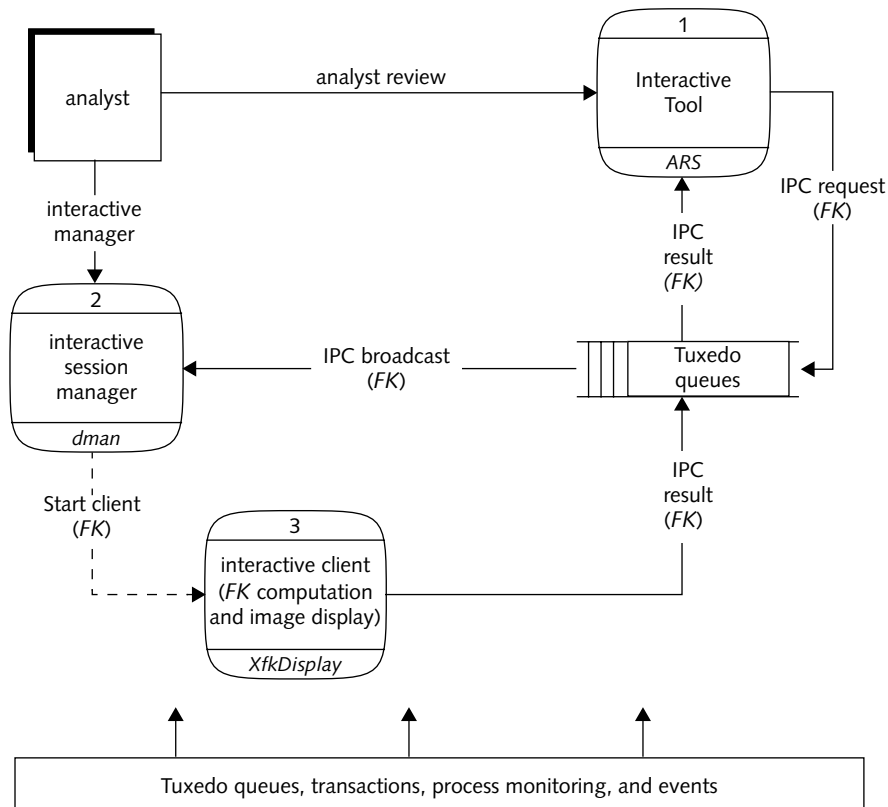 1
analyst
analyst review
Interactive
Tool
ARS
IPC request
(FK)
interactive
manager
IPC
result
(FK)
2
interactive
session
manager
dman
IPC broadcast
(FK)
Tuxedo
queues
Start client
(FK)
IPC
result
(FK)
3
interactive client
(FK computation
and image display)
XfkDisplay
Tuxedo queues, transactions, process monitoring, and events